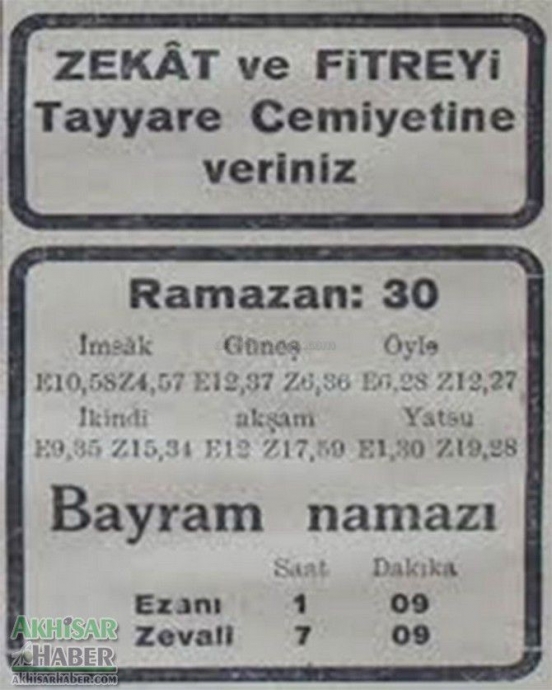 ZEKÂT ve FiTREYi
Tayyare Cemiyetine
veriniz
Ramazan: 30
İmsâk Güneş Öyle
E10,58Z4,57 E12,37 Z6,36 E6,28 Z12,27
İkindi akşam Yatsu
E9,35 Z15,34 E12 Z17,59 E1,30 Z19,28
Bayram namazı
Saat Dakika
Ezanı 1 09
Zevali 7 09
AKHİSAR
HABER
AKHISARHABER.COM